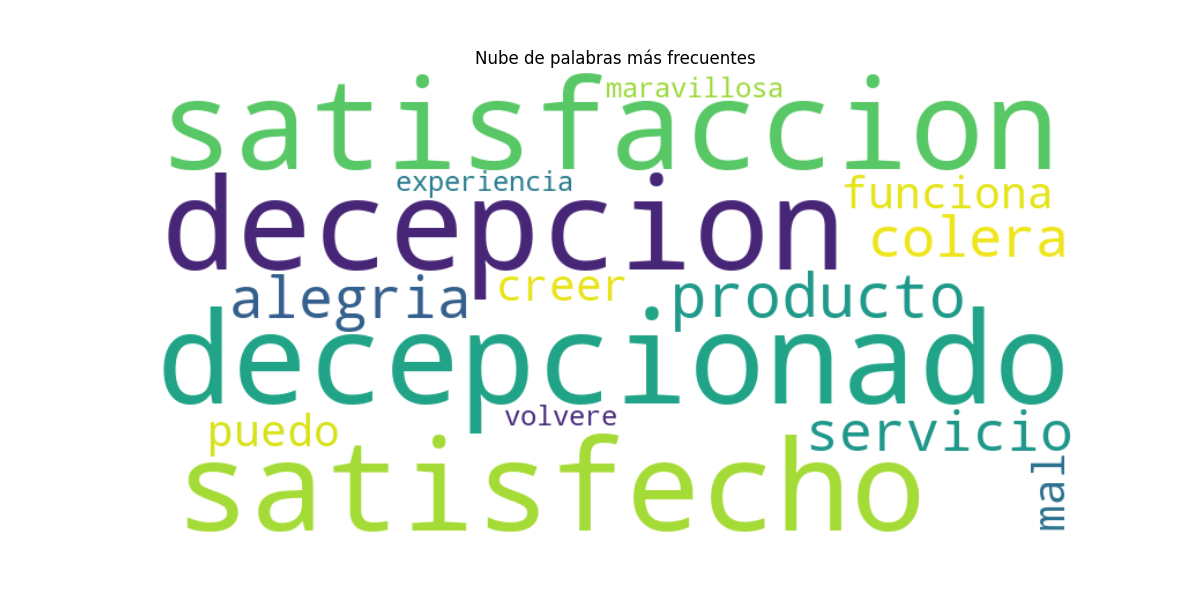 Nube de palabras más frecuentes
maravillosa
satisfaccion
experiencia
funciona
decepcion
colera
creer
alegria
producto
decepcionado
volvere
puedo
servicio
satisfecho
mal